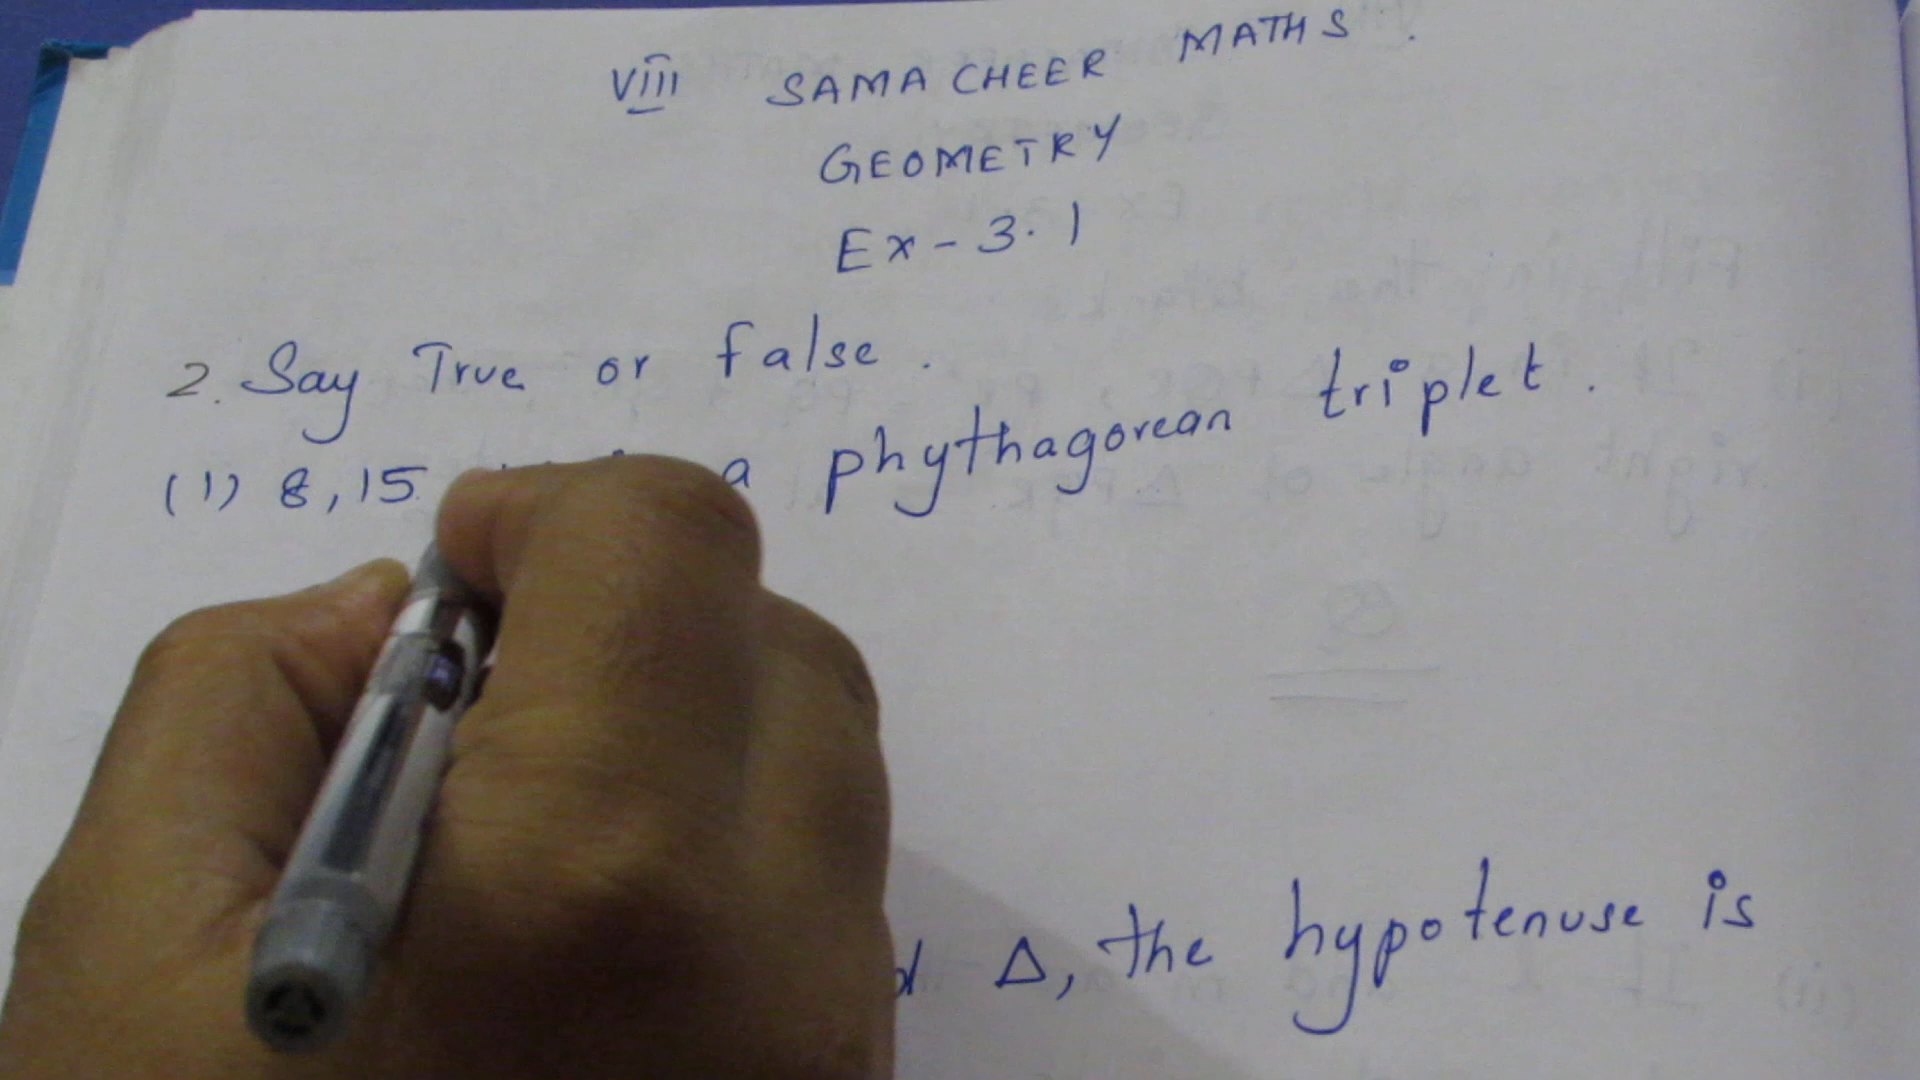 VIII SAMACHEER MATHS.
GEOMETRY
Ex - 3.1
2. Say True or false.
(1) 8, 15 a phythagorean triplet.
Δ, the hypotenuse is